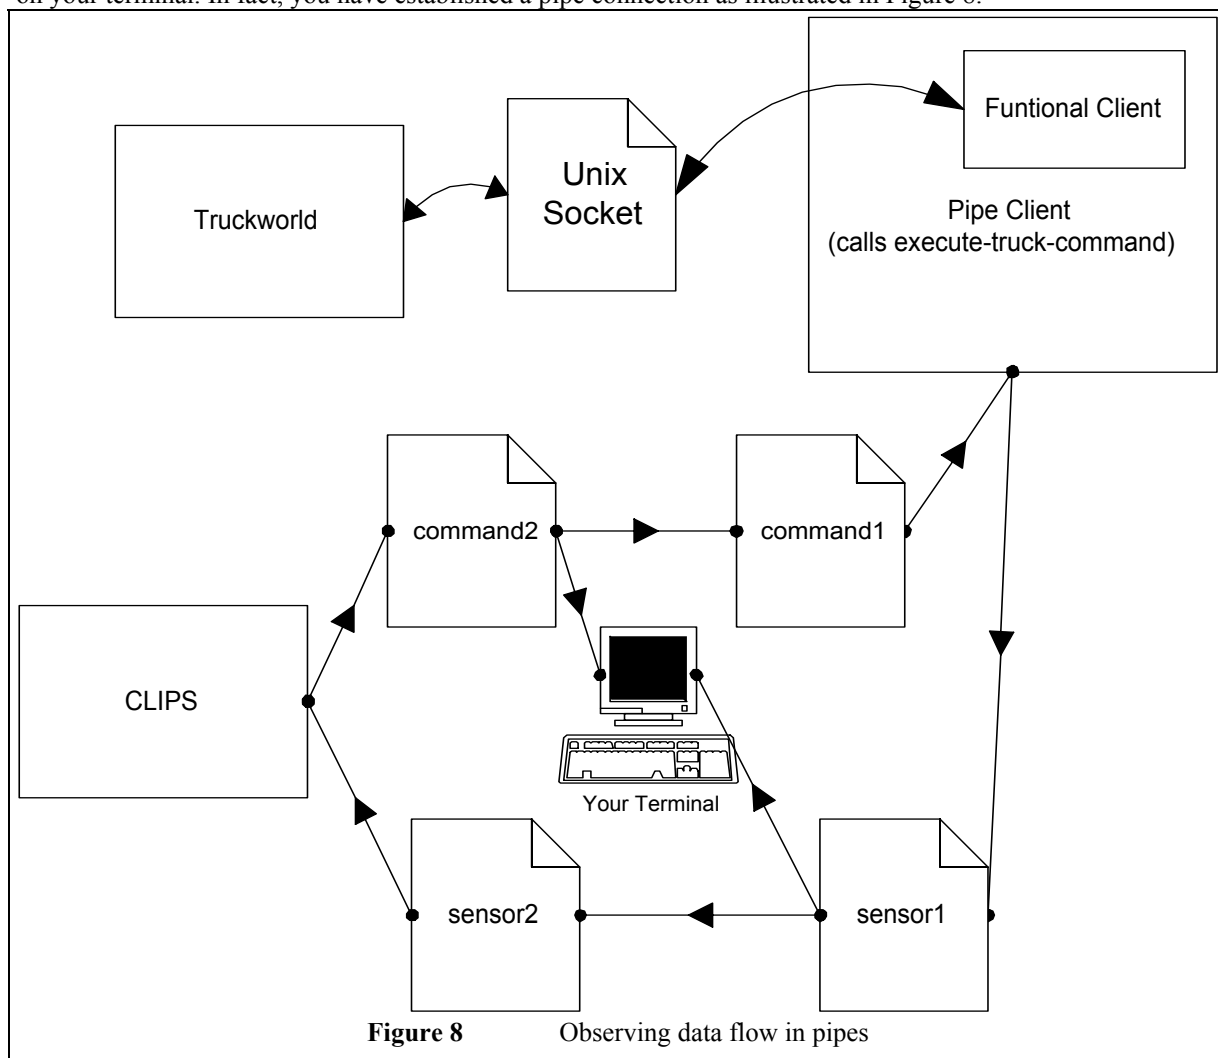 on your terminal. In fact, you have established a pipe connection as illustrated in Figure 8.
Funtional Client
Unix
Socket
Truckworld
Pipe Client
(calls execute-truck-command)
command2
command1
CLIPS
Your Terminal
sensor2
sensor1
Figure 8 Observing data flow in pipes